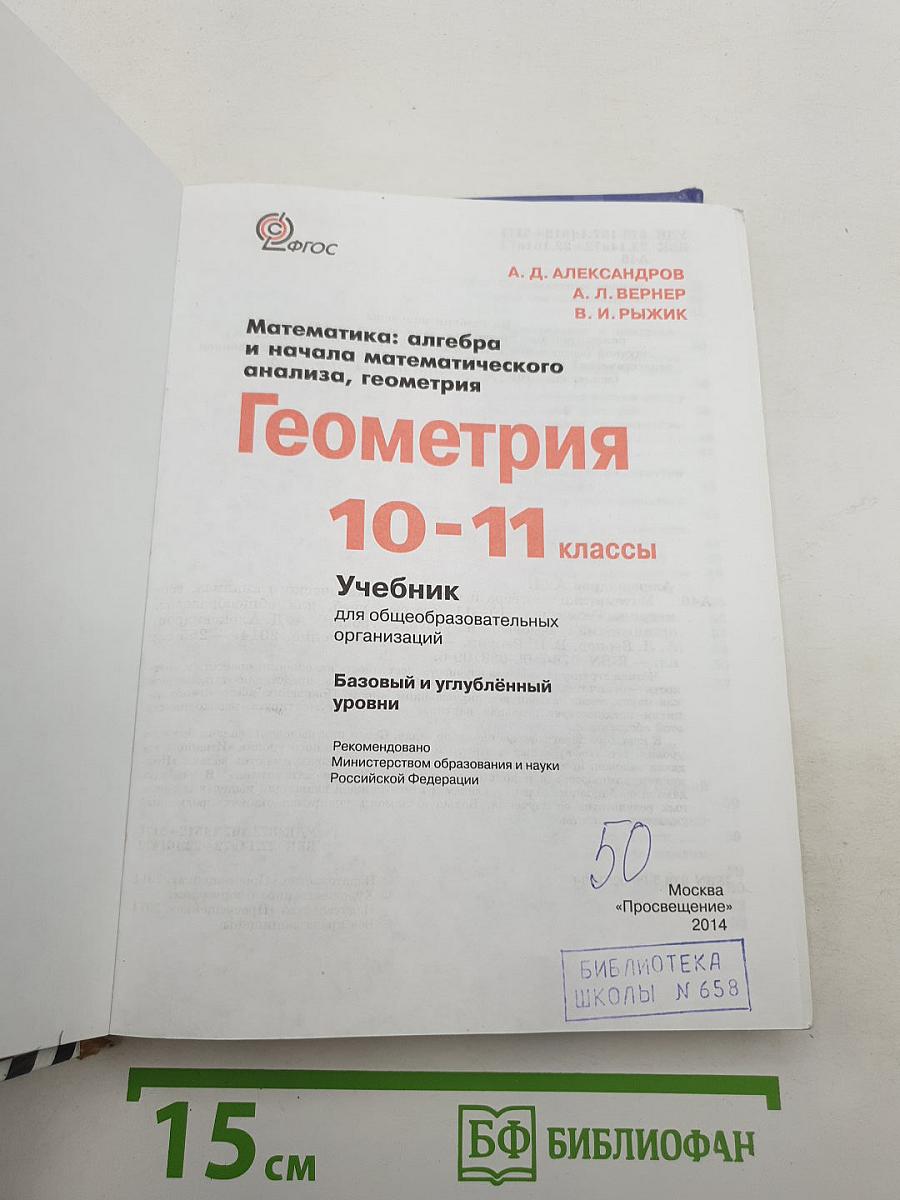 ФГОС
А. Д. АЛЕКСАНДРОВ
А. Л. ВЕРНЕР
В. И. РЫЖИК
Математика: алгебра
и начала математического
анализа, геометрия
Геометрия
10-11 классы
Учебник
для общеобразовательных
организаций
Базовый и углублённый
уровни
Рекомендовано
Министерством образования и науки
Российской Федерации
50
Москва
«Просвещение»
2014
БИБЛИОТЕКА
ШКОЛЫ N 658
15 см
БФ БИБЛИОФАН